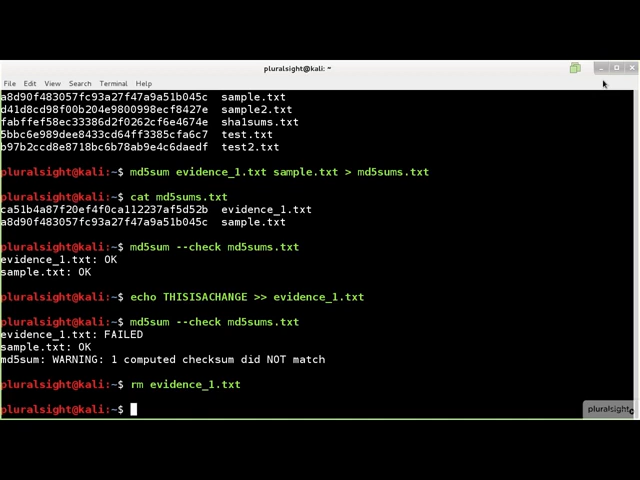 pluralsight@kali: ~
File Edit View Search Terminal Help
a8d90f483057fc93a27f47a9a51b045c  sample.txt
d41d8cd98f00b204e9800998ecf8427e  sample2.txt
fabffef58ec33386d2f0262cf6e4674e  sha1sums.txt
5bbc6e989dee8433cd64ff3385cfa6c7  test.txt
b97b2ccd8e8718bc6b78ab9e4c6daedf  test2.txt
pluralsight@kali:~$ md5sum evidence_1.txt sample.txt > md5sums.txt
pluralsight@kali:~$ cat md5sums.txt
ca51b4a87f20ef4f0ca112237af5d52b  evidence_1.txt
a8d90f483057fc93a27f47a9a51b045c  sample.txt
pluralsight@kali:~$ md5sum --check md5sums.txt
evidence_1.txt: OK
sample.txt: OK
pluralsight@kali:~$ echo THISISACHANGE >> evidence_1.txt
pluralsight@kali:~$ md5sum --check md5sums.txt
evidence_1.txt: FAILED
sample.txt: OK
md5sum: WARNING: 1 computed checksum did NOT match
pluralsight@kali:~$ rm evidence_1.txt
pluralsight@kali:~$
pluralsight